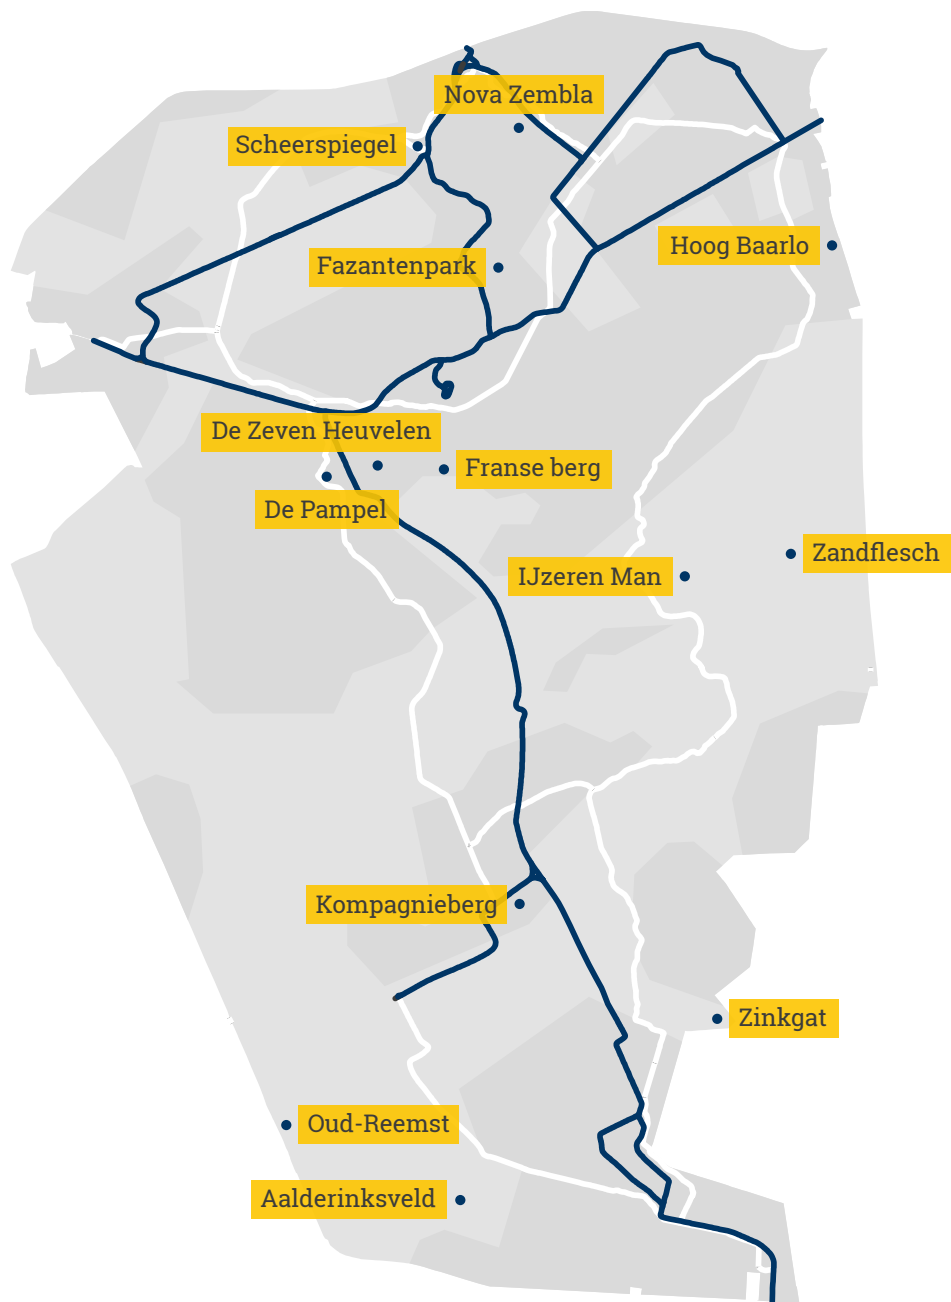 Nova Zembla
Scheerspiegel
Hoog Baarlo
Fazantenpark
De Zeven Heuvelen
Franse berg
De Pampel
Zandflesch
IJzeren Man
Kompagnieberg
Zinkgat
Oud-Reemst
Aalderinksveld